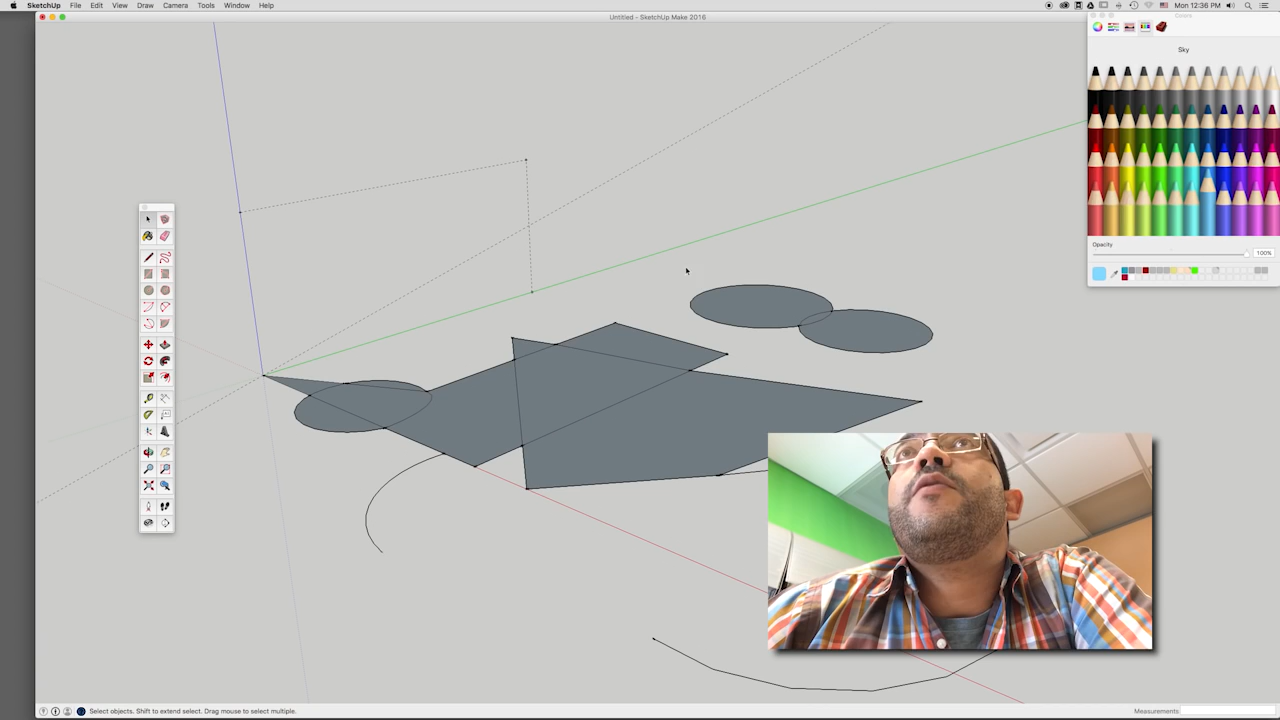 SketchUp File Edit View Draw Camera Tools Window Help
Mon 12:36 PM
Untitled - SketchUp Make 2016
Colors
Sky
Opacity
100%
Select objects. Shift to extend select. Drag mouse to select multiple.
Measurements